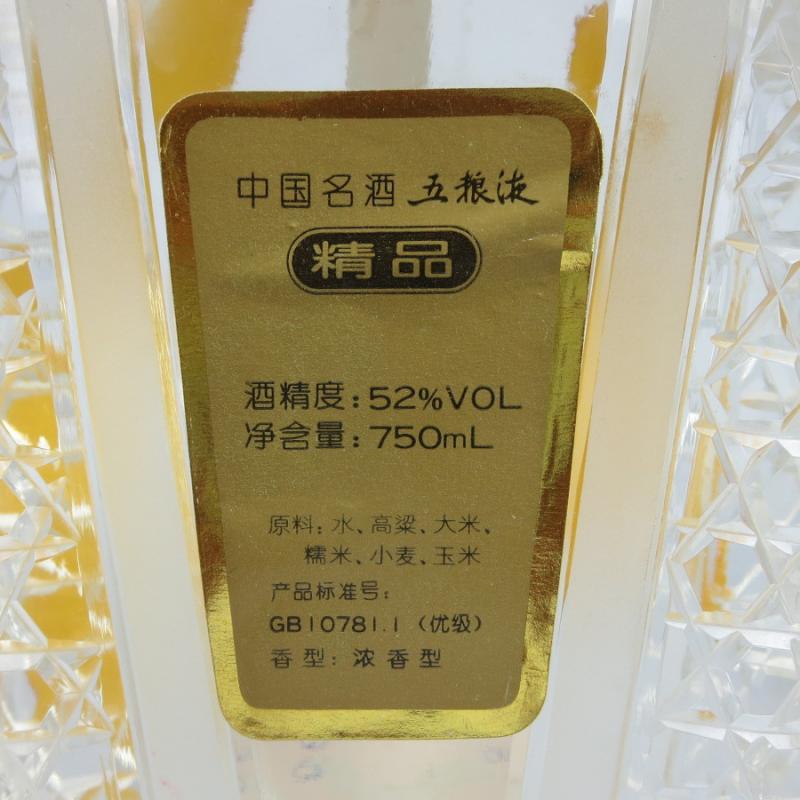 中国名酒 五粮液
精品
酒精度:52%VOL
净含量:750mL
原料:水、高粱、大米、
糯米、小麦、玉米
产品标准号:
GB10781.1(优级)
香型:浓香型